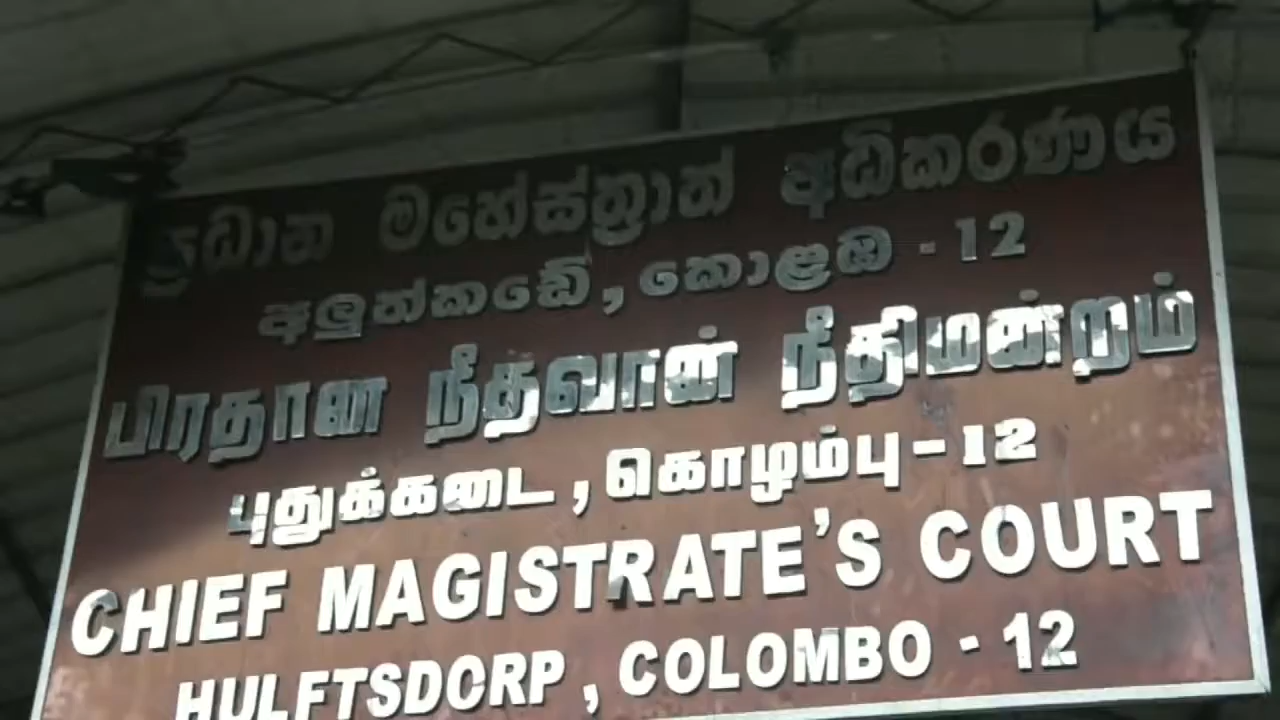 ප්‍රධාන මහේස්ත්‍රාත් අධිකරණය
අලුත්කඩේ, කොළඹ - 12
பிரதான நீதவான் நீதிமன்றம்
புதுக்கடை, கொழும்பு - 12
CHIEF MAGISTRATE'S COURT
HULFTSDORP, COLOMBO - 12